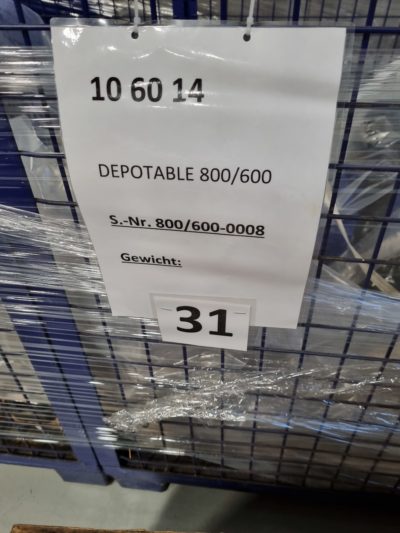 10 60 14
DEPOTABLE 800/600
S.-Nr. 800/600-0008
Gewicht:
31